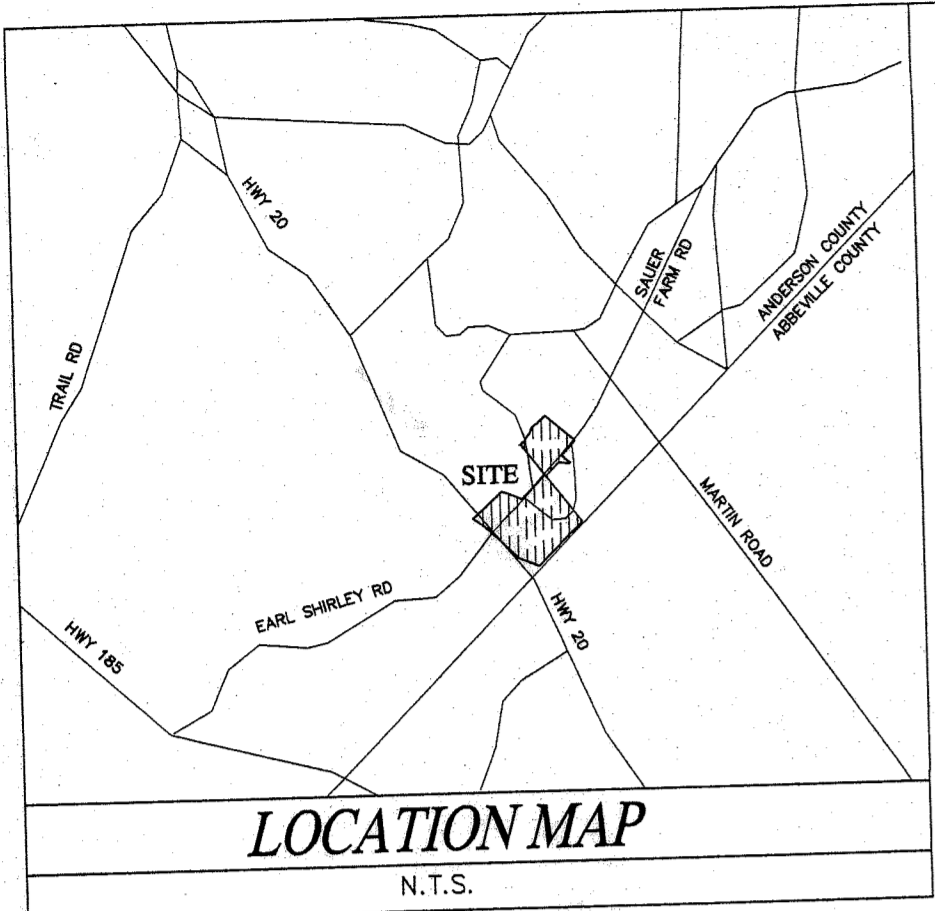 HWY 20
TRAIL RD
SAUER
FARM RD
ANDERSON COUNTY
ABBEVILLE COUNTY
SITE
MARTIN ROAD
EARL SHIRLEY RD
HWY 20
HWY 185
LOCATION MAP
N.T.S.